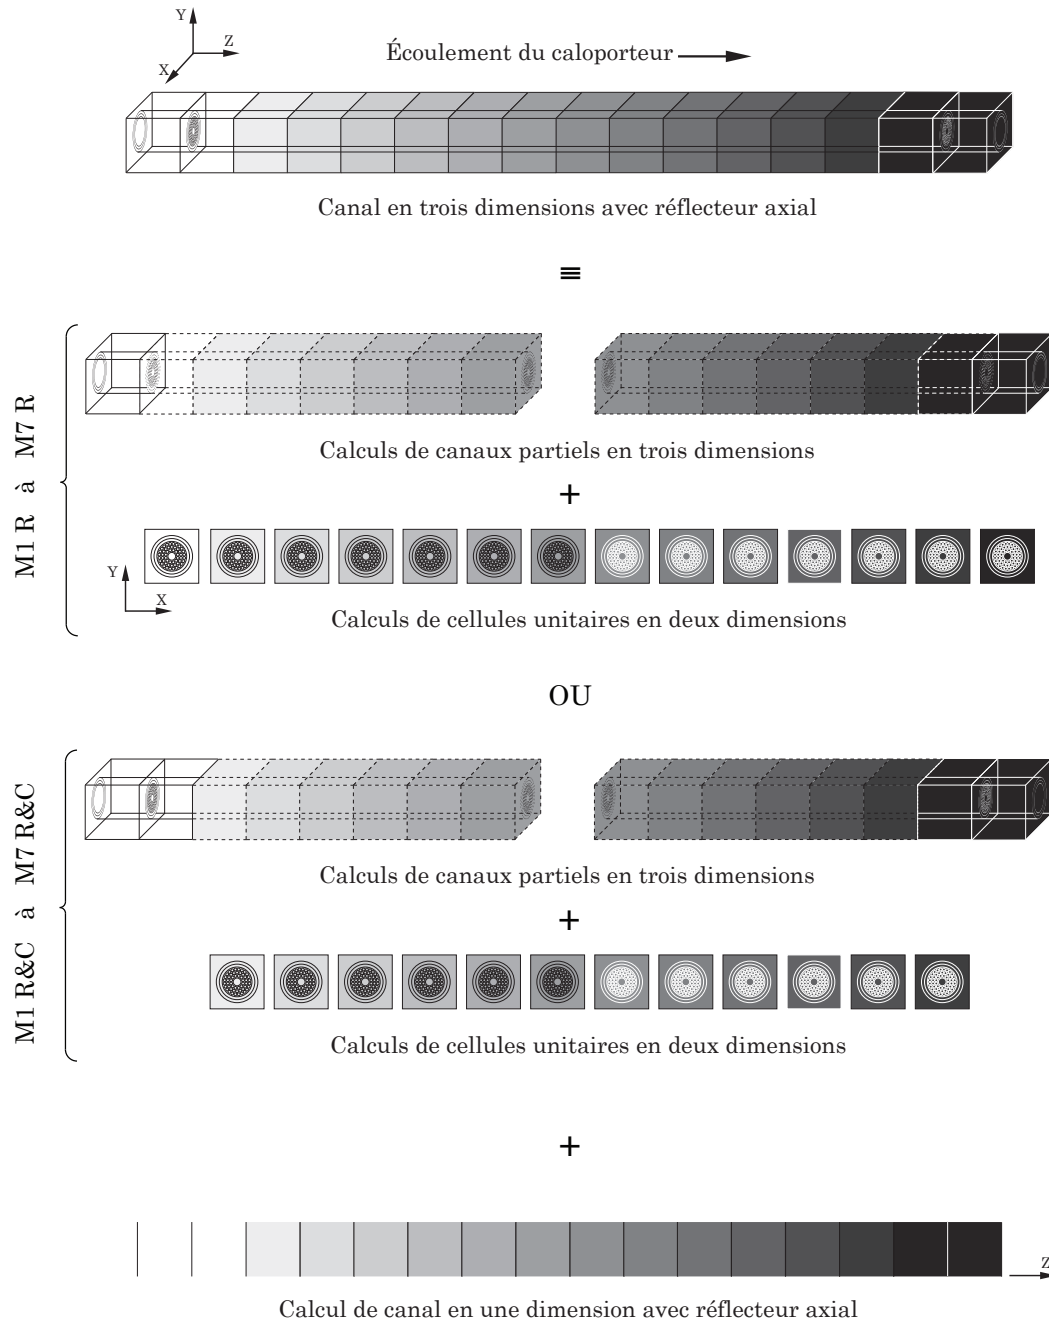 Y
Z
X
Écoulement du caloporteur
Canal en trois dimensions avec réflecteur axial
≡
M1 R à M7 R
Calculs de canaux partiels en trois dimensions
+
Y
X
Calculs de cellules unitaires en deux dimensions
OU
M1 R&C à M7 R&C
Calculs de canaux partiels en trois dimensions
+
Calculs de cellules unitaires en deux dimensions
+
Z
Calcul de canal en une dimension avec réflecteur axial